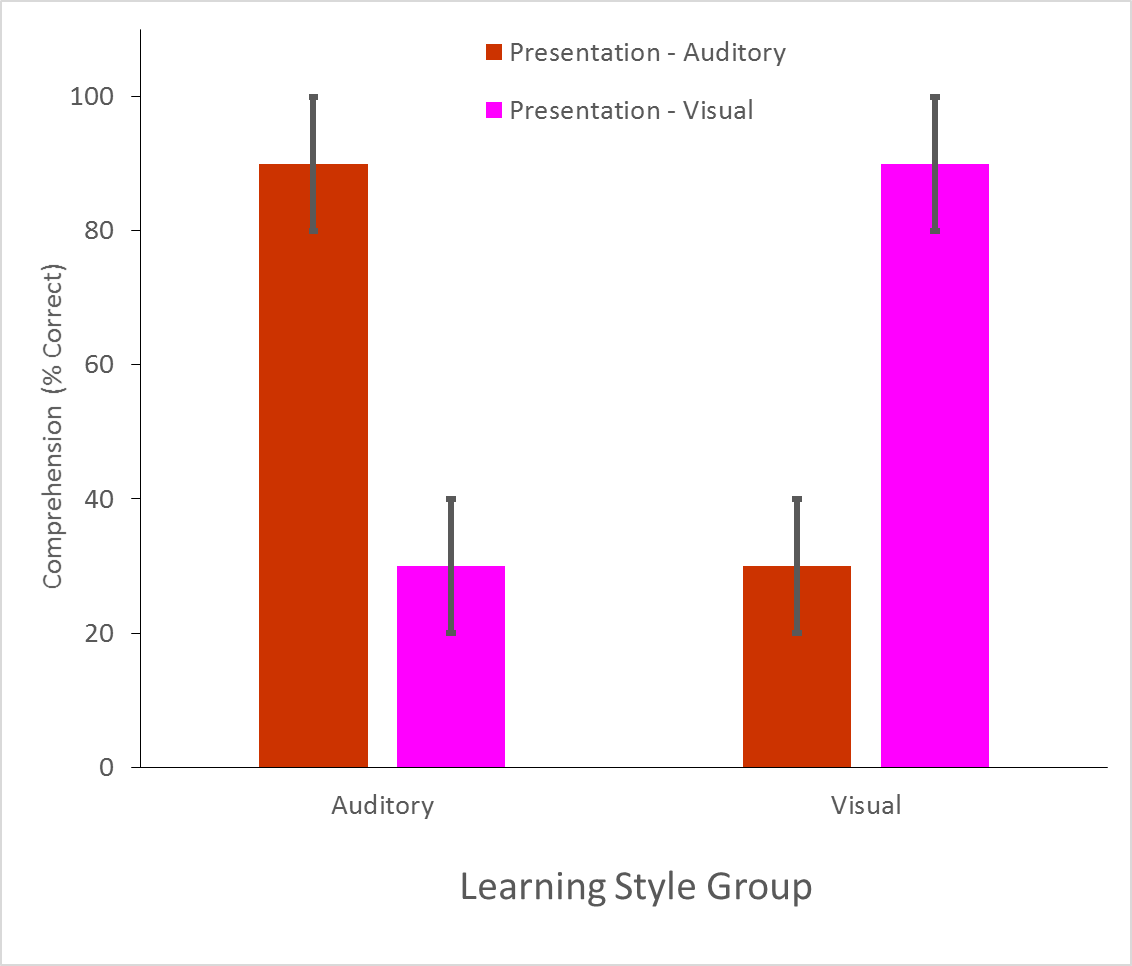 Presentation - Auditory
Presentation - Visual
100
80
60
40
20
0
Comprehension (% Correct)
Auditory
Visual
Learning Style Group